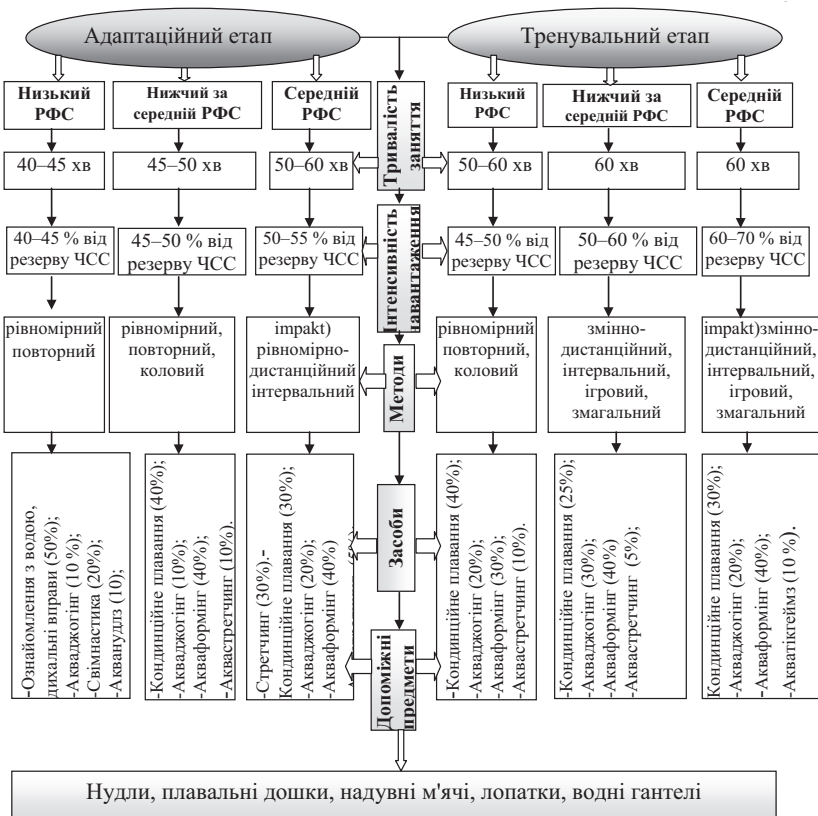 Адаптаційний етап
Тренувальний етап
Низький
РФС
Нижчий за
середній РФС
Середній
РФС
Тривалість
заняття
Низький
РФС
Нижчий за
середній РФС
Середній
РФС
40–45 хв
45–50 хв
50–60 хв
50–60 хв
60 хв
60 хв
Інтенсивність
навантаження
40–45 % від
резерву ЧСС
45–50 % від
резерву ЧСС
50–55 % від
резерву ЧСС
45–50 % від
резерву ЧСС
50–60 % від
резерву ЧСС
60–70 % від
резерву ЧСС
рівномірний
повторний
рівномірний,
повторний,
коловий
impakt)
рівномірно-
дистанційний
інтервальний
Методи
рівномірний
повторний,
коловий
змінно-
дистанційний,
інтервальний,
ігровий,
змагальний
impakt)змінно-
дистанційний,
інтервальний,
ігровий,
змагальний
-Ознайомлення з водою,
дихальні вправи (50%);
-Акваджогінг (10 %);
-Свімнастика (20%);
-Акванудлз (10);
-Кондинційне плавання (40%);
-Акваджогінг (10%);
-Акваформінг (40%);
-Аквастретчинг (10%).
-Стретчинг (30%).-
Кондинційне плавання (30%);
-Акваджогінг (20%);
-Акваформінг (40%)
Засоби
-Кондинційне плавання (40%);
-Акваджогінг (20%);
-Акваформінг (30%);
-Аквастретчинг (10%).
-Кондинційне плавання (25%);
-Акваджогінг (30%);
-Акваформінг (40%)
-Аквастретчинг (5%);
Кондинційне плавання (30%);
-Акваджогінг (20%);
-Акваформінг (40%);
-Акватікгеймз (10 %).
Допоміжні
предмети
Нудли, плавальні дошки, надувні м'ячі, лопатки, водні гантелі